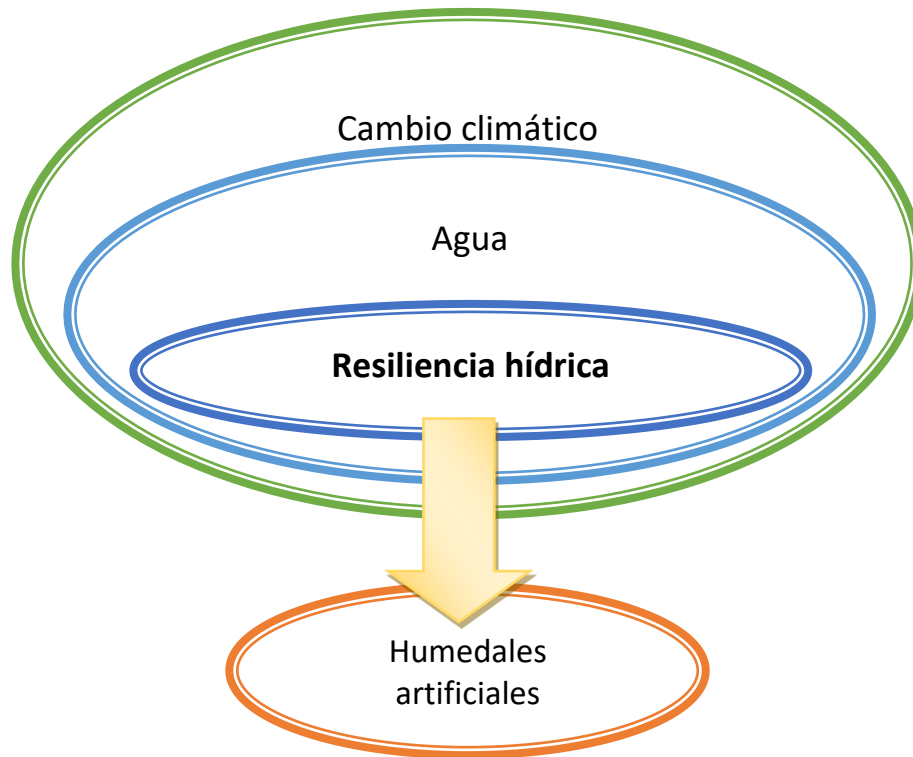 Cambio climático
Agua
Resiliencia hídrica
Humedales
artificiales